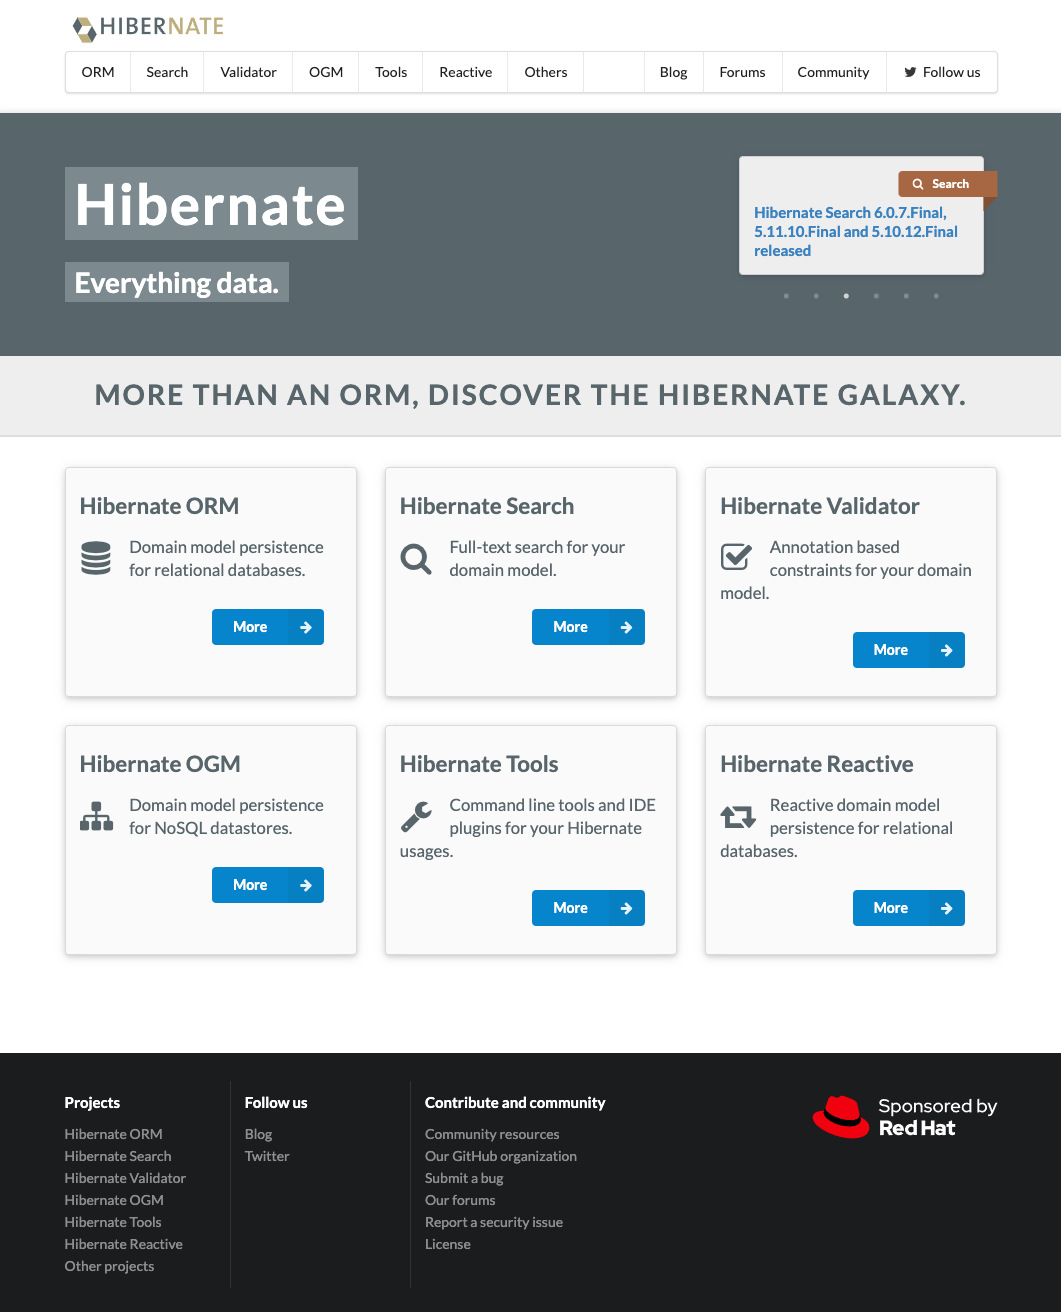 HIBERNATE
ORM
Search
Validator
OGM
Tools
Reactive
Others
Blog
Forums
Community
Follow us
Hibernate
Everything data.
Search
Hibernate Search 6.0.7.Final,
5.11.10.Final and 5.10.12.Final
released
MORE THAN AN ORM, DISCOVER THE HIBERNATE GALAXY.
Hibernate ORM
Domain model persistence
for relational databases.
More
Hibernate Search
Full-text search for your
domain model.
More
Hibernate Validator
Annotation based
constraints for your domain
model.
More
Hibernate OGM
Domain model persistence
for NoSQL datastores.
More
Hibernate Tools
Command line tools and IDE
plugins for your Hibernate
usages.
More
Hibernate Reactive
Reactive domain model
persistence for relational
databases.
More
Projects
Hibernate ORM
Hibernate Search
Hibernate Validator
Hibernate OGM
Hibernate Tools
Hibernate Reactive
Other projects
Follow us
Blog
Twitter
Contribute and community
Community resources
Our GitHub organization
Submit a bug
Our forums
Report a security issue
License
Sponsored by
Red Hat